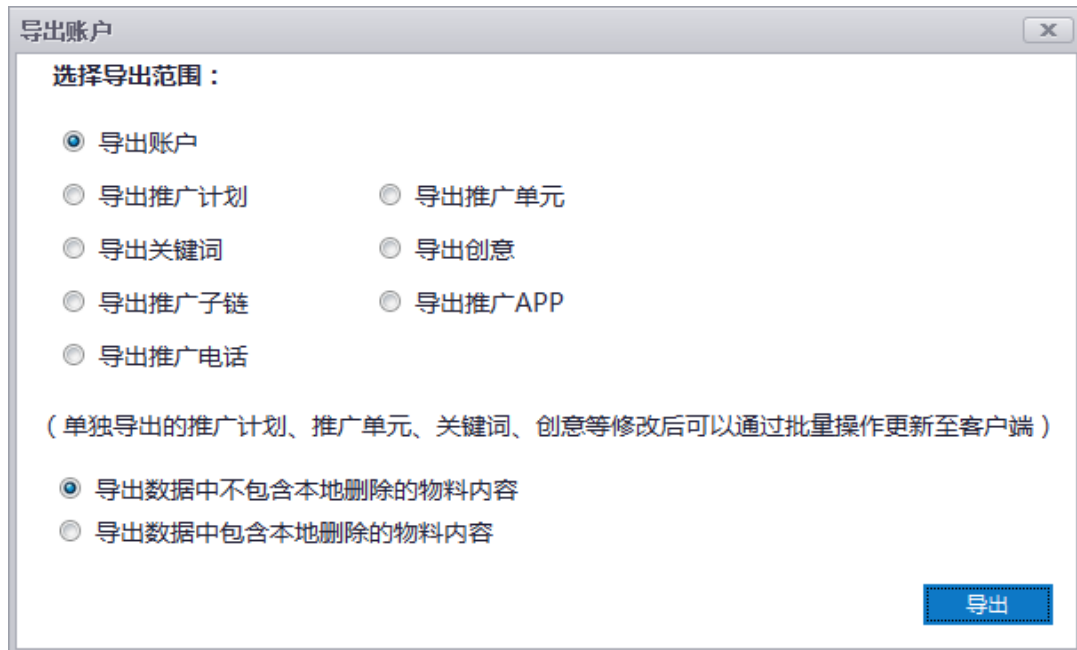 导出账户
选择导出范围：
导出账户
导出推广计划 导出推广单元
导出关键词 导出创意
导出推广子链 导出推广APP
导出推广电话
（单独导出的推广计划、推广单元、关键词、创意等修改后可以通过批量操作更新至客户端）
导出数据中不包含本地删除的物料内容
导出数据中包含本地删除的物料内容
导出